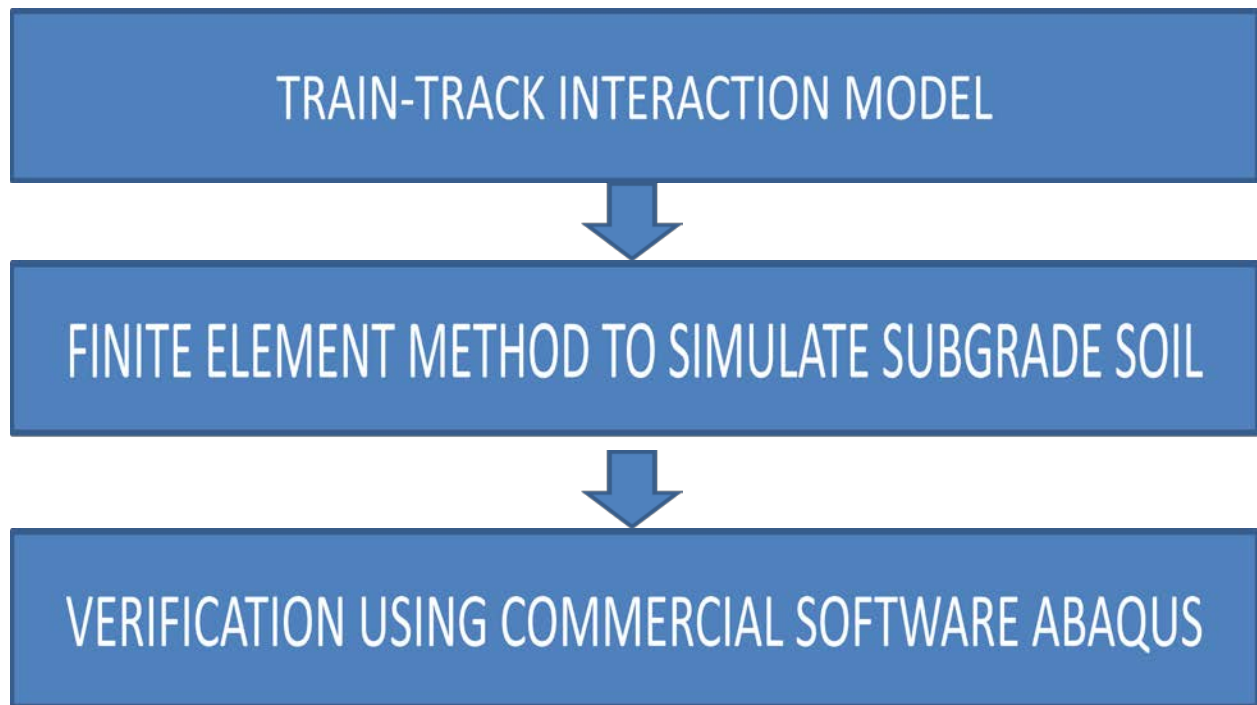 TRAIN-TRACK INTERACTION MODEL
FINITE ELEMENT METHOD TO SIMULATE SUBGRADE SOIL
VERIFICATION USING COMMERCIAL SOFTWARE ABAQUS